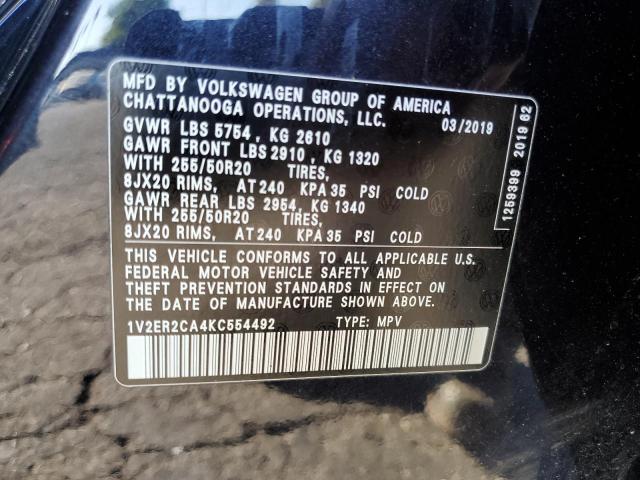 MFD BY VOLKSWAGEN GROUP OF AMERICA
CHATTANOOGA OPERATIONS, LLC.
03/2019
GVWR LBS 5754 , KG 2610
GAWR FRONT LBS 2910 , KG 1320
WITH 255/50R20 TIRES,
8JX20 RIMS, AT 240 KPA 35 PSI COLD
GAWR REAR LBS 2954, KG 1340
WITH 255/50R20 TIRES,
8JX20 RIMS, AT 240 KPA 35 PSI COLD
THIS VEHICLE CONFORMS TO ALL APPLICABLE U.S.
FEDERAL MOTOR VEHICLE SAFETY AND
THEFT PREVENTION STANDARDS IN EFFECT ON
THE DATE OF MANUFACTURE SHOWN ABOVE.
1V2ER2CA4KC554492 TYPE: MPV
1259399 2019 62